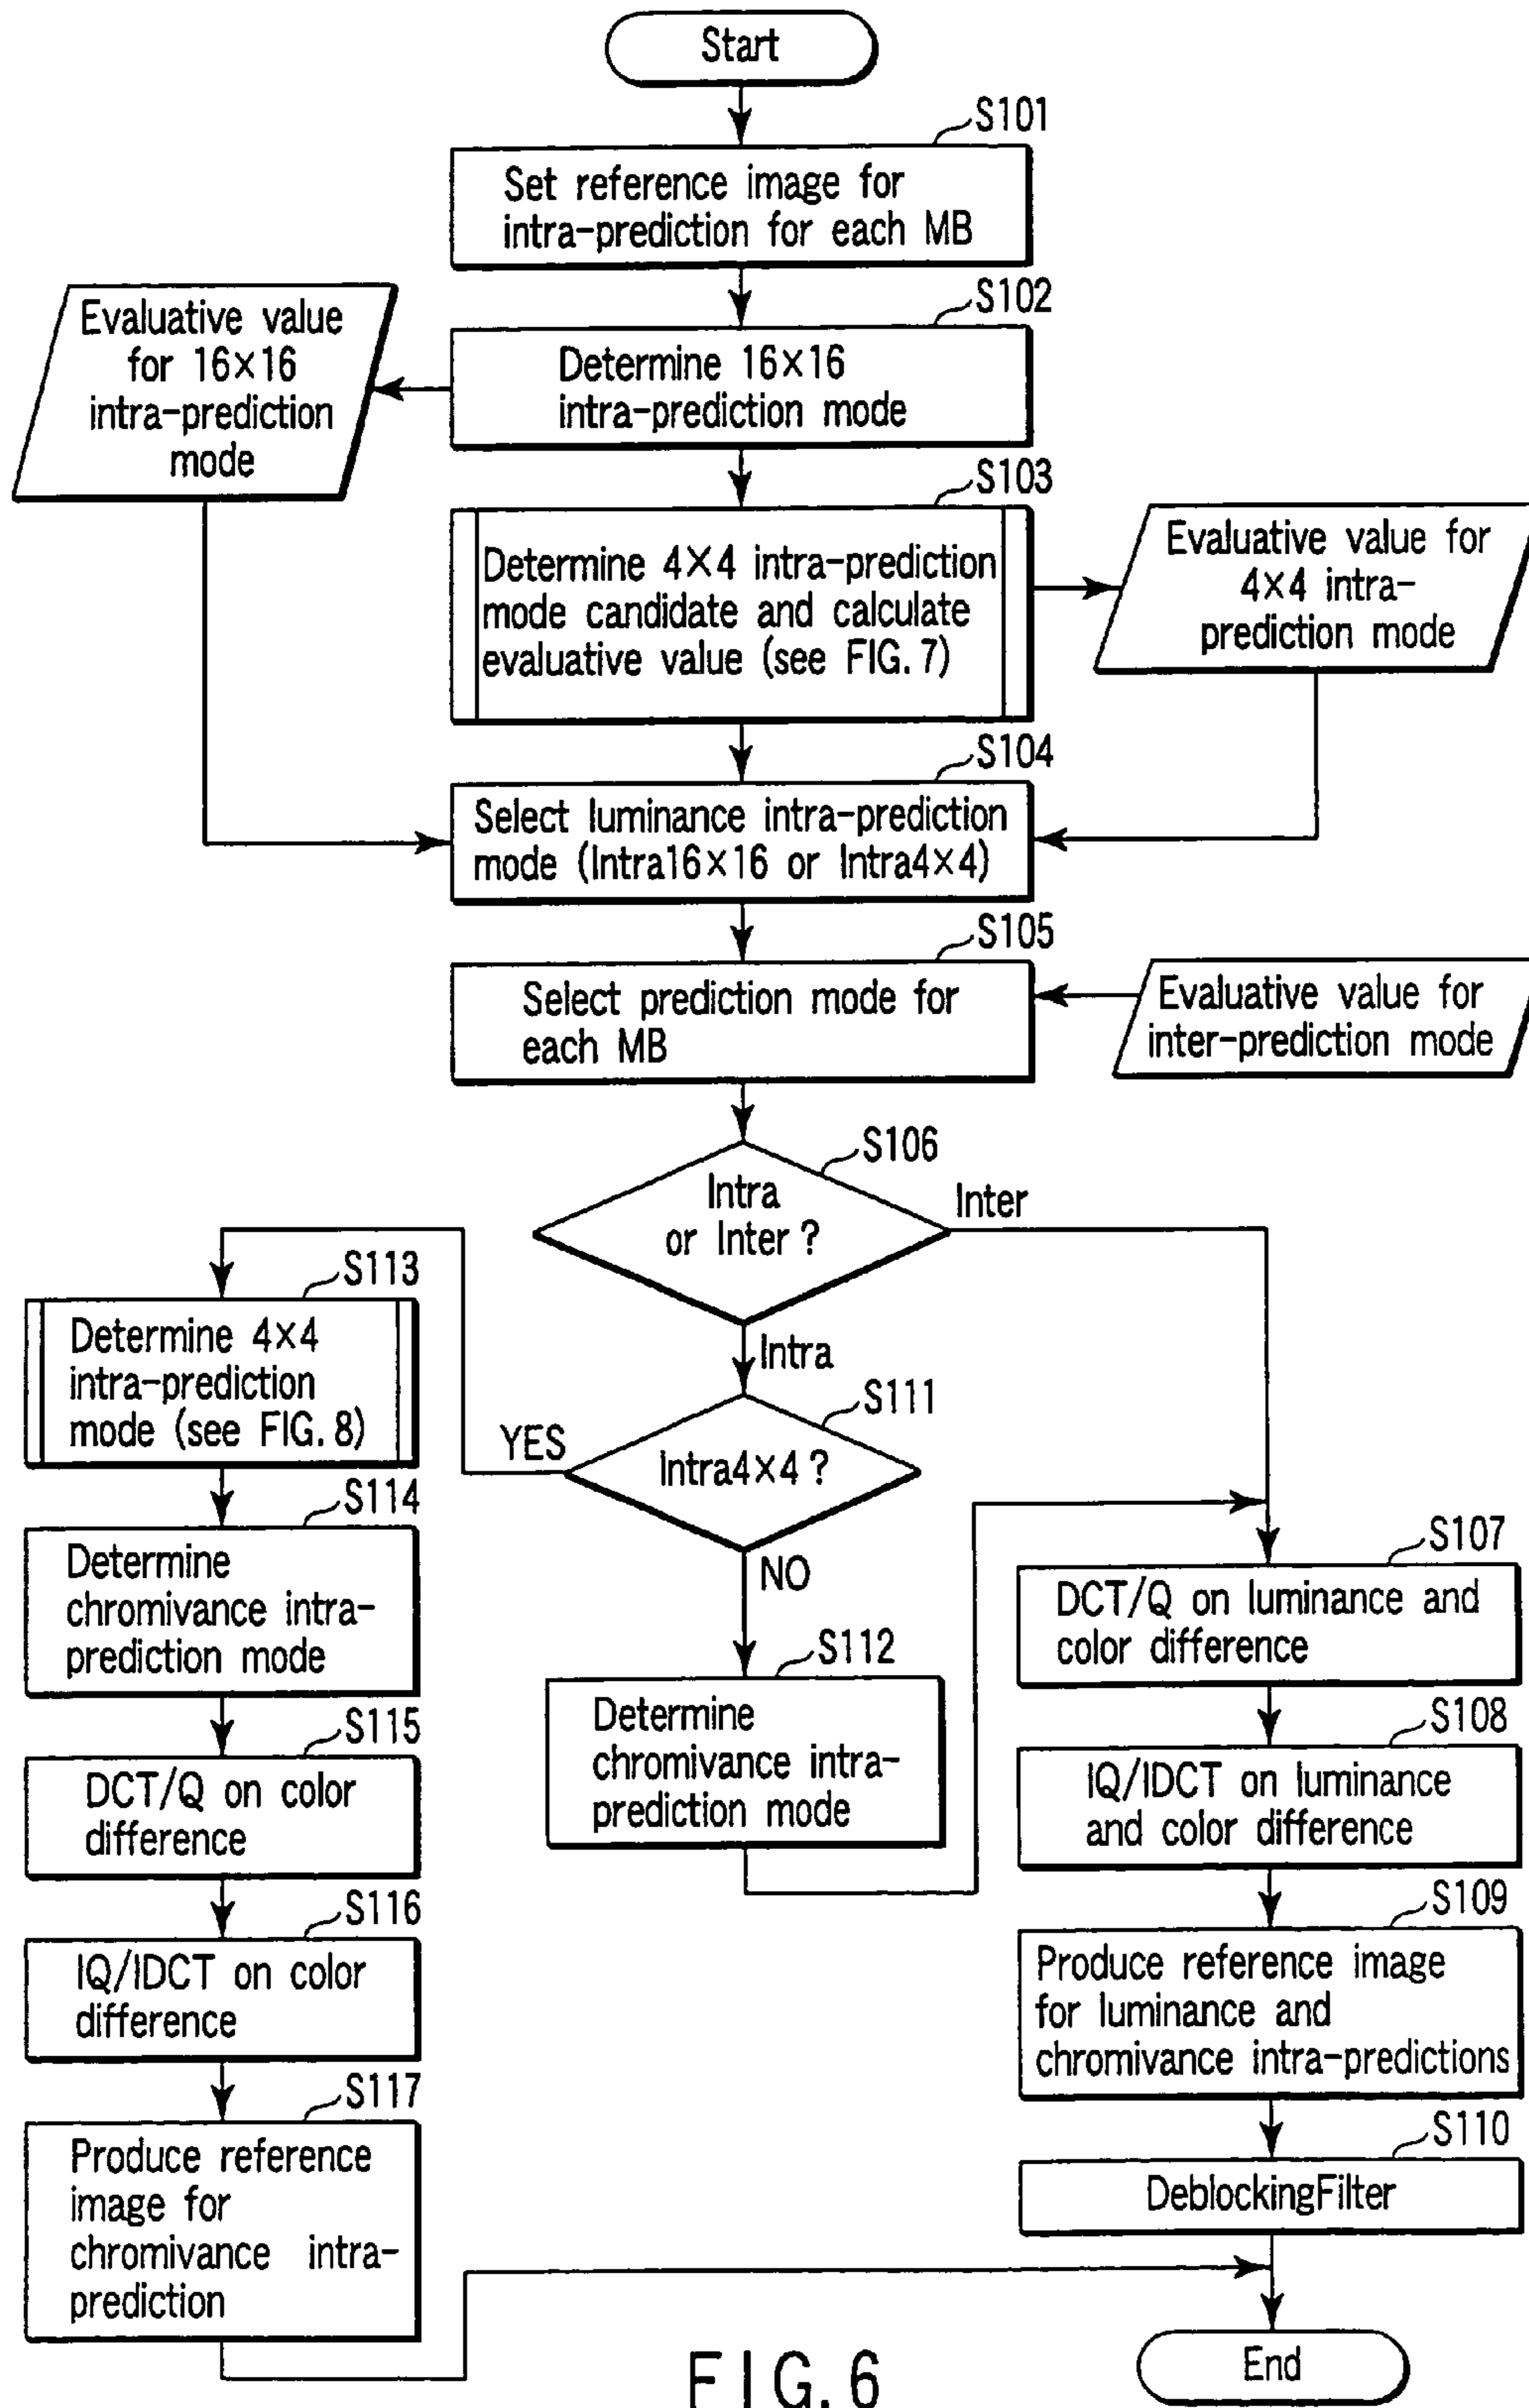 Start
S101
Set reference image for
intra-prediction for each MB
S102
Evaluative value
for 16×16
intra-prediction
mode
Determine 16×16
intra-prediction mode
S103
Determine 4×4 intra-prediction
mode candidate and calculate
evaluative value (see FIG. 7)
Evaluative value for
4×4 intra-
prediction mode
S104
Select luminance intra-prediction
mode (Intra16×16 or Intra4×4)
S105
Select prediction mode for
each MB
Evaluative value for
inter-prediction mode
S106
Intra
or Inter ?
Inter
Intra
S111
Intra4×4 ?
YES
NO
S113
Determine 4×4
intra-prediction
mode (see FIG. 8)
S114
Determine
chromivance intra-
prediction mode
S115
DCT/Q on color
difference
S116
IQ/IDCT on color
difference
S117
Produce reference
image for
chromivance intra-
prediction
S112
Determine
chromivance intra-
prediction mode
S107
DCT/Q on luminance and
color difference
S108
IQ/IDCT on luminance
and color difference
S109
Produce reference image
for luminance and
chromivance intra-predictions
S110
DeblockingFilter
End
FIG. 6